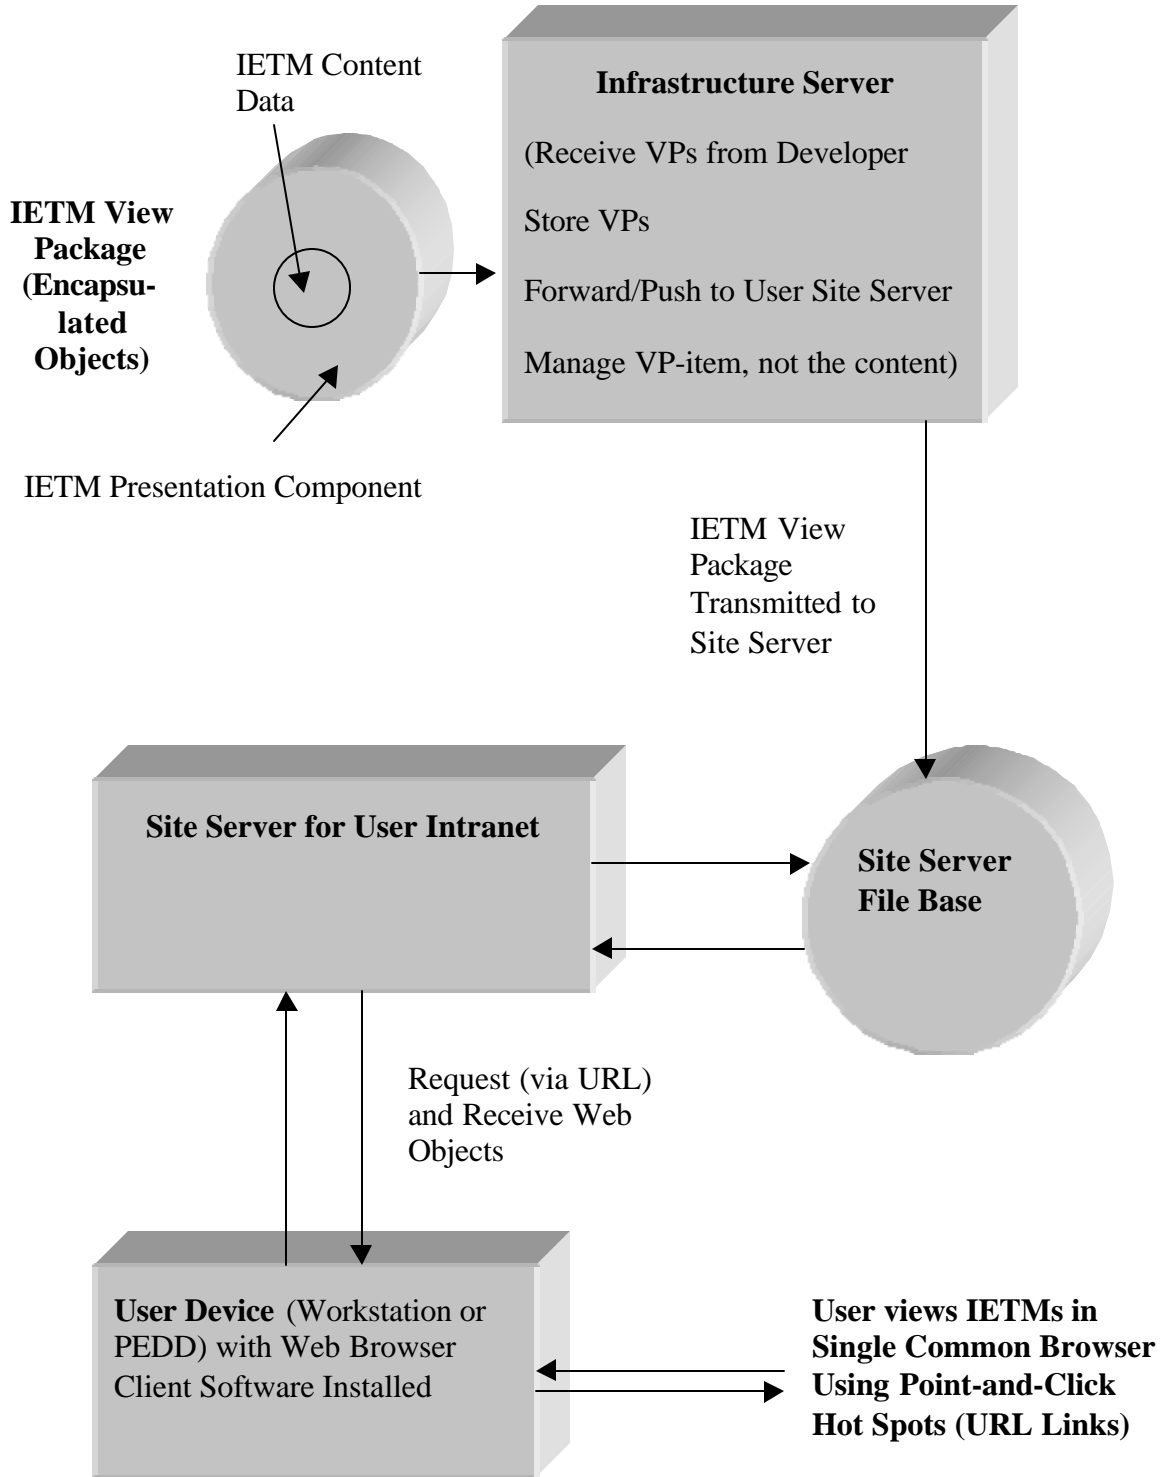 IETM Content
Data
IETM View
Package
(Encapsu-
lated
Objects)
IETM Presentation Component
Infrastructure Server
(Receive VPs from Developer
Store VPs
Forward/Push to User Site Server
Manage VP-item, not the content)
IETM View
Package
Transmitted to
Site Server
Site Server for User Intranet
Site Server
File Base
Request (via URL)
and Receive Web
Objects
User Device (Workstation or
PEDD) with Web Browser
Client Software Installed
User views IETMs in
Single Common Browser
Using Point-and-Click
Hot Spots (URL Links)